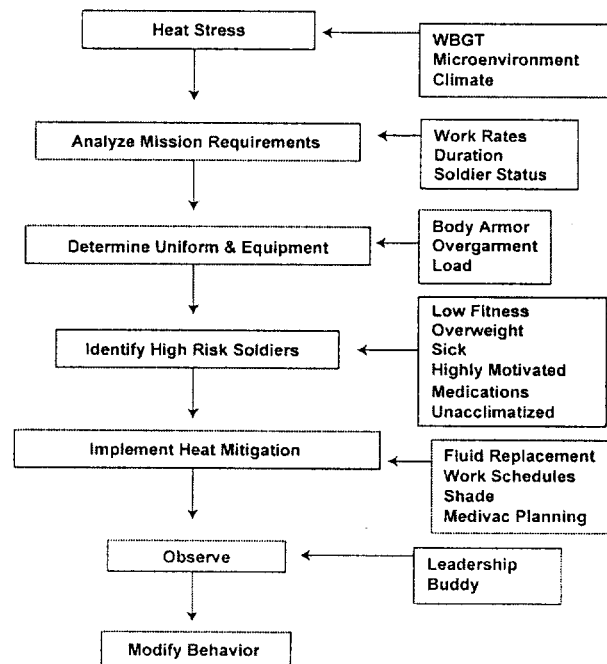 Heat Stress
WBGT
Microenvironment
Climate
Analyze Mission Requirements
Work Rates
Duration
Soldier Status
Determine Uniform & Equipment
Body Armor
Overgarment
Load
Identify High Risk Soldiers
Low Fitness
Overweight
Sick
Highly Motivated
Medications
Unacclimatized
Implement Heat Mitigation
Fluid Replacement
Work Schedules
Shade
Medivac Planning
Observe
Leadership
Buddy
Modify Behavior